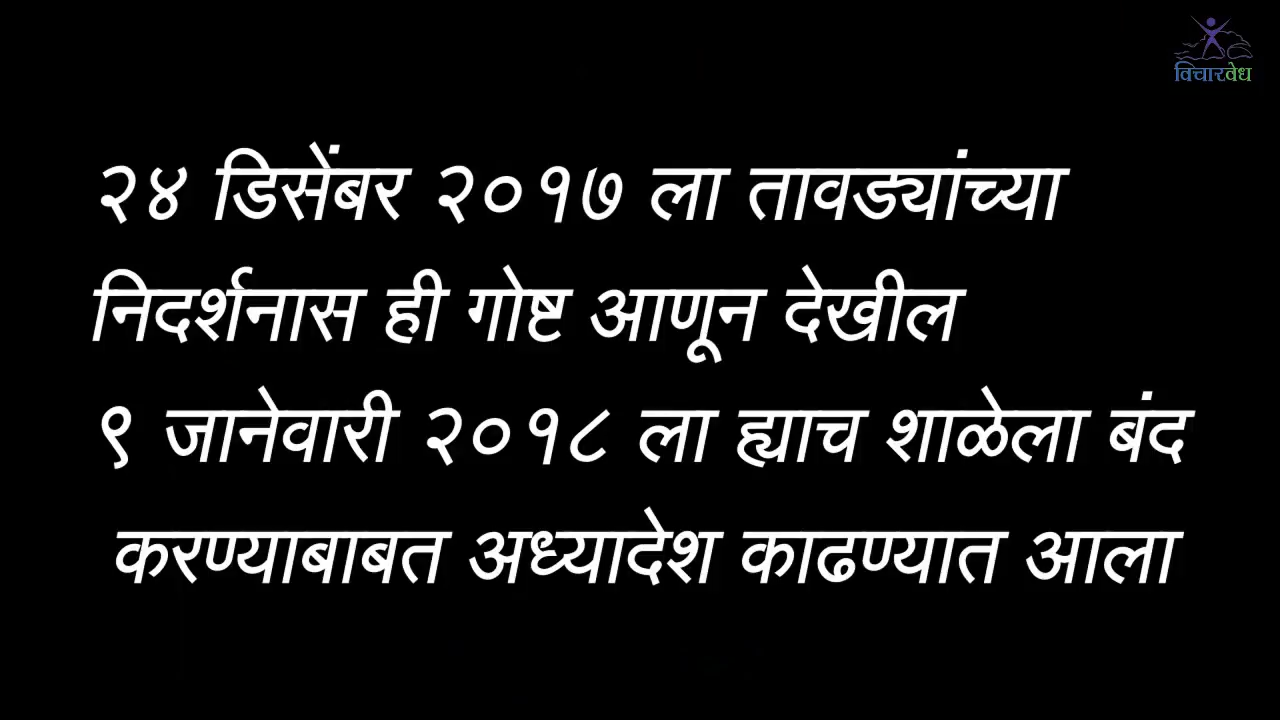 विचारवेध
२४ डिसेंबर २०१७ ला तावड्यांच्या
निदर्शनास ही गोष्ट आणून देखील
९ जानेवारी २०१८ ला ह्याच शाळेला बंद
करण्याबाबत अध्यादेश काढण्यात आला